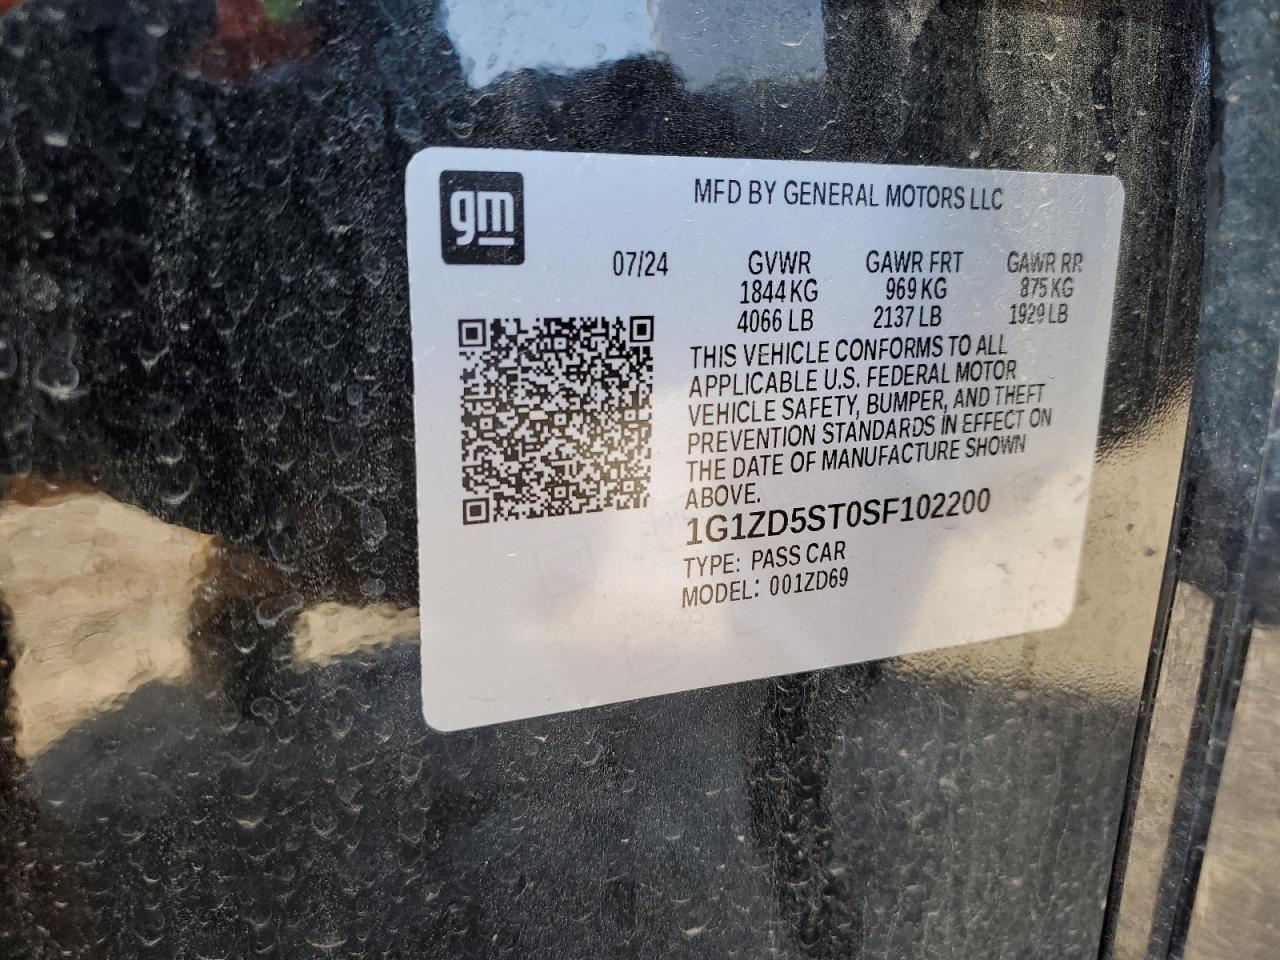 gm
MFD BY GENERAL MOTORS LLC
07/24 GVWR GAWR FRT GAWR RR
1844 KG 969 KG 875 KG
4066 LB 2137 LB 1929 LB
THIS VEHICLE CONFORMS TO ALL
APPLICABLE U.S. FEDERAL MOTOR
VEHICLE SAFETY, BUMPER, AND THEFT
PREVENTION STANDARDS IN EFFECT ON
THE DATE OF MANUFACTURE SHOWN
ABOVE.
1G1ZD5ST0SF102200
TYPE: PASS CAR
MODEL: 001ZD69